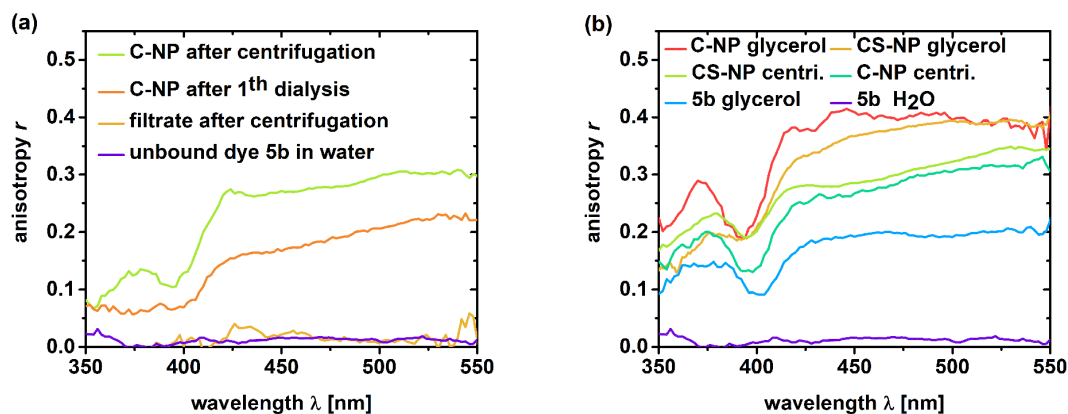 (a)
C-NP after centrifugation
C-NP after 1th dialysis
filtrate after centrifugation
unbound dye 5b in water
anisotropy r
0.5
0.4
0.3
0.2
0.1
0.0
350 400 450 500 550
wavelength λ [nm]
(b)
C-NP glycerol CS-NP glycerol
CS-NP centri. C-NP centri.
5b glycerol 5b H2O
anisotropy r
0.5
0.4
0.3
0.2
0.1
0.0
350 400 450 500 550
wavelength λ [nm]